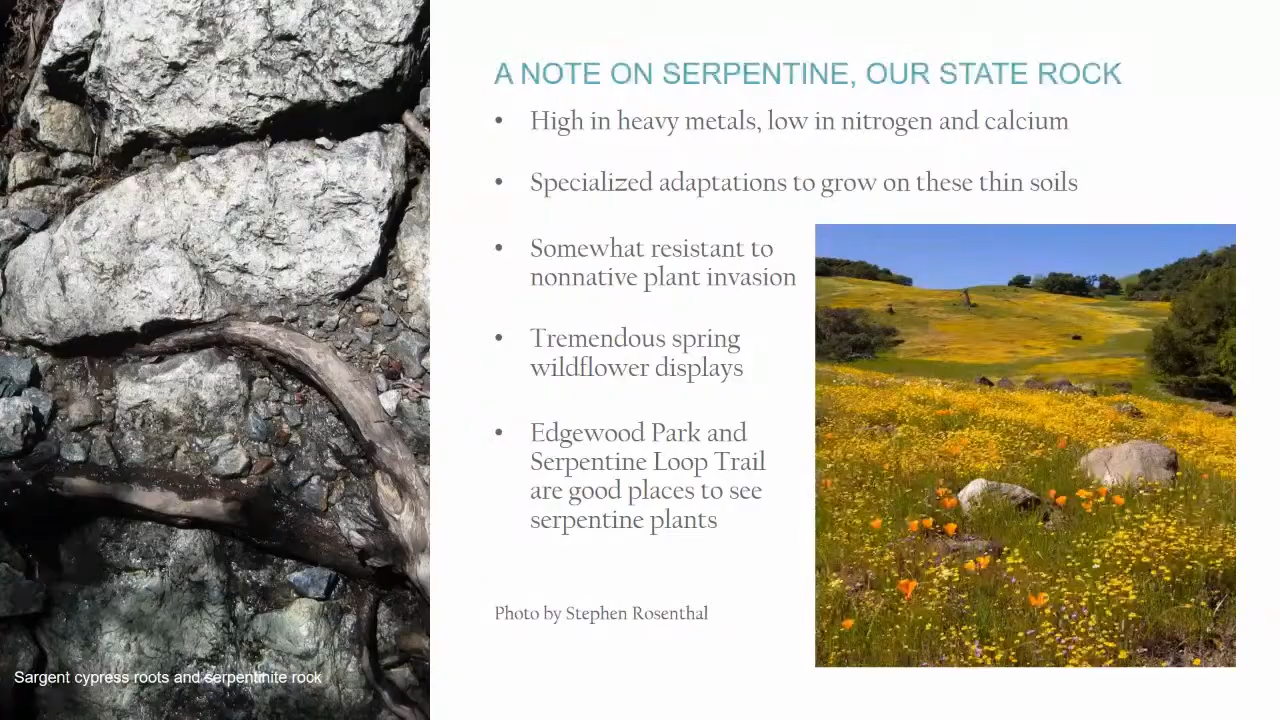 A NOTE ON SERPENTINE, OUR STATE ROCK
• High in heavy metals, low in nitrogen and calcium
• Specialized adaptations to grow on these thin soils
• Somewhat resistant to
nonnative plant invasion
• Tremendous spring
wildflower displays
• Edgewood Park and
Serpentine Loop Trail
are good places to see
serpentine plants
Photo by Stephen Rosenthal
Sargent cypress roots and serpentinite rock